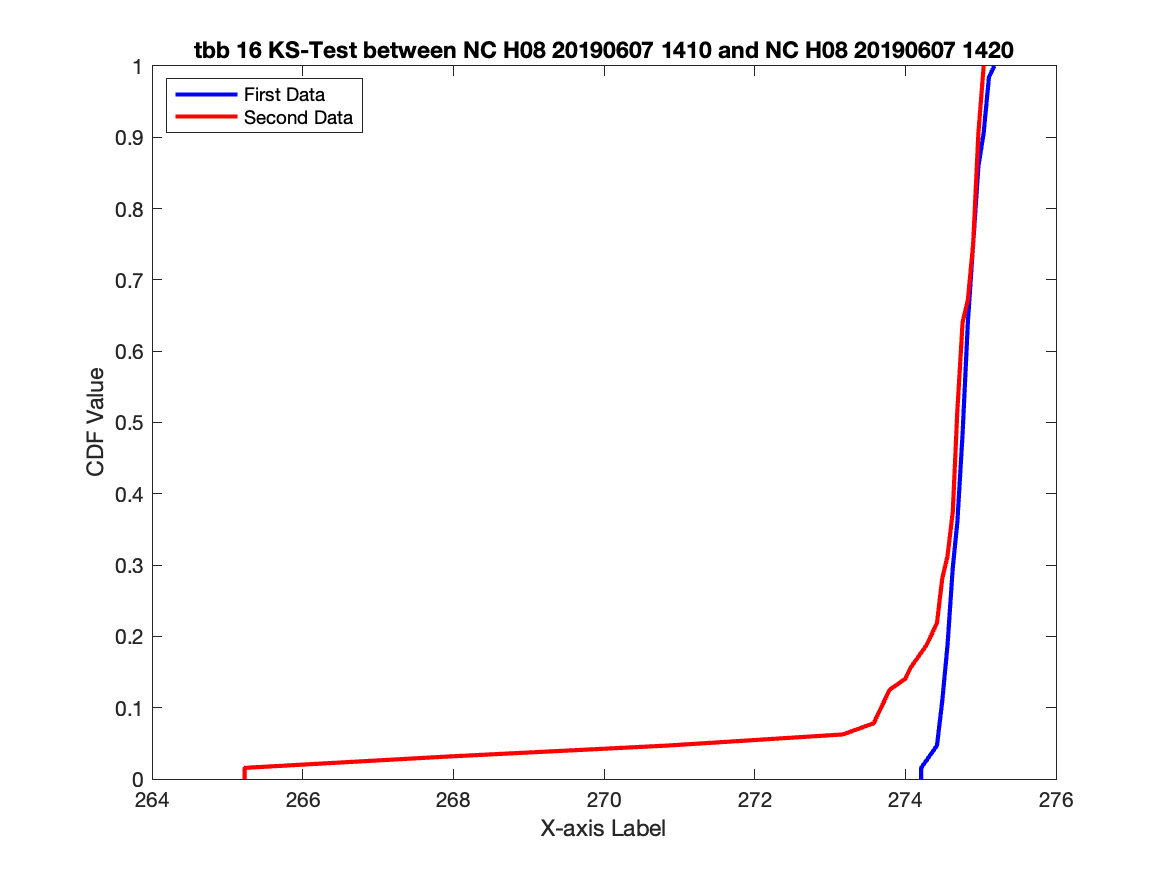 tbb 16 KS-Test between NC H08 20190607 1410 and NC H08 20190607 1420
First Data
Second Data
CDF Value
1
0.9
0.8
0.7
0.6
0.5
0.4
0.3
0.2
0.1
0
264 266 268 270 272 274 276
X-axis Label